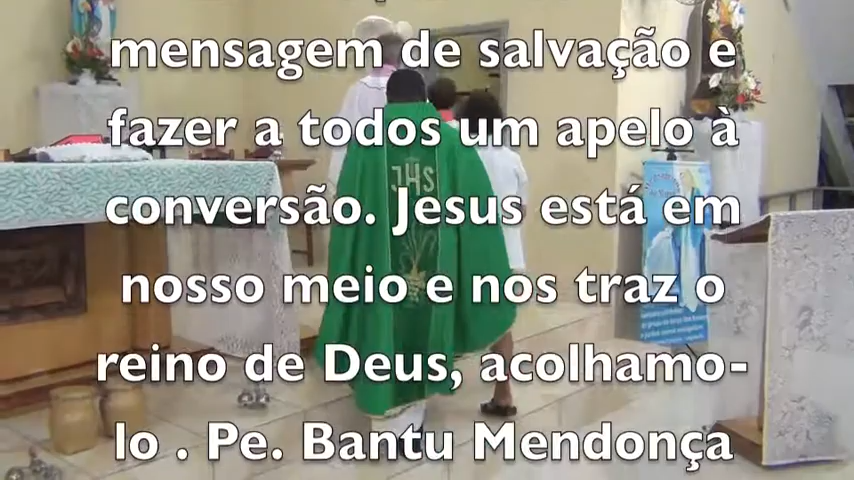 mensagem de salvação e
fazer a todos um apelo à
conversão. Jesus está em
nosso meio e nos traz o
reino de Deus, acolhamo-
lo . Pe. Bantu Mendonça
JHS